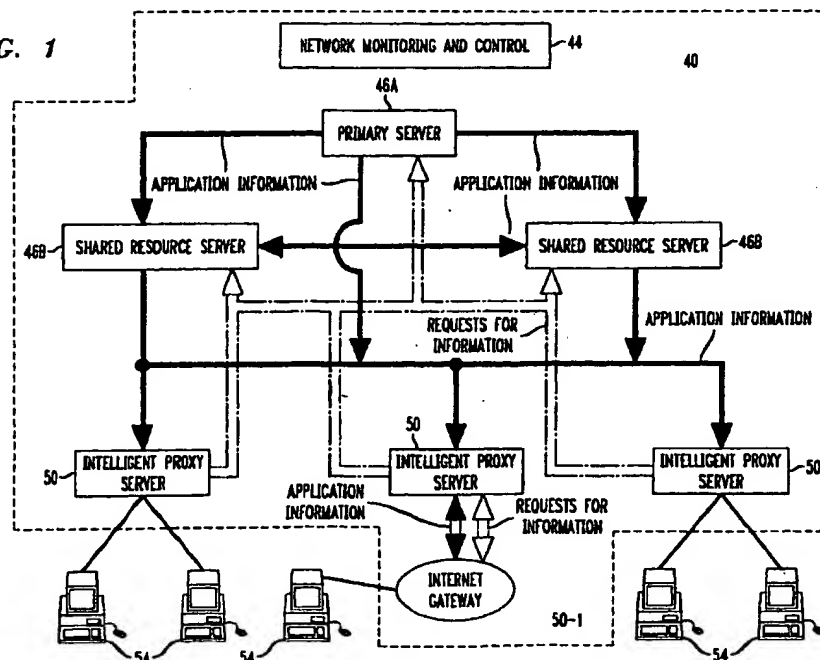 G. 1
NETWORK MONITORING AND CONTROL
44
40
46A
PRIMARY SERVER
APPLICATION INFORMATION
APPLICATION INFORMATION
46B
SHARED RESOURCE SERVER
SHARED RESOURCE SERVER
46B
REQUESTS FOR
INFORMATION
APPLICATION INFORMATION
50
INTELLIGENT PROXY
SERVER
50
INTELLIGENT PROXY
SERVER
INTELLIGENT PROXY
SERVER
50
APPLICATION
INFORMATION
REQUESTS FOR
INFORMATION
INTERNET
GATEWAY
50-1
54
54
54